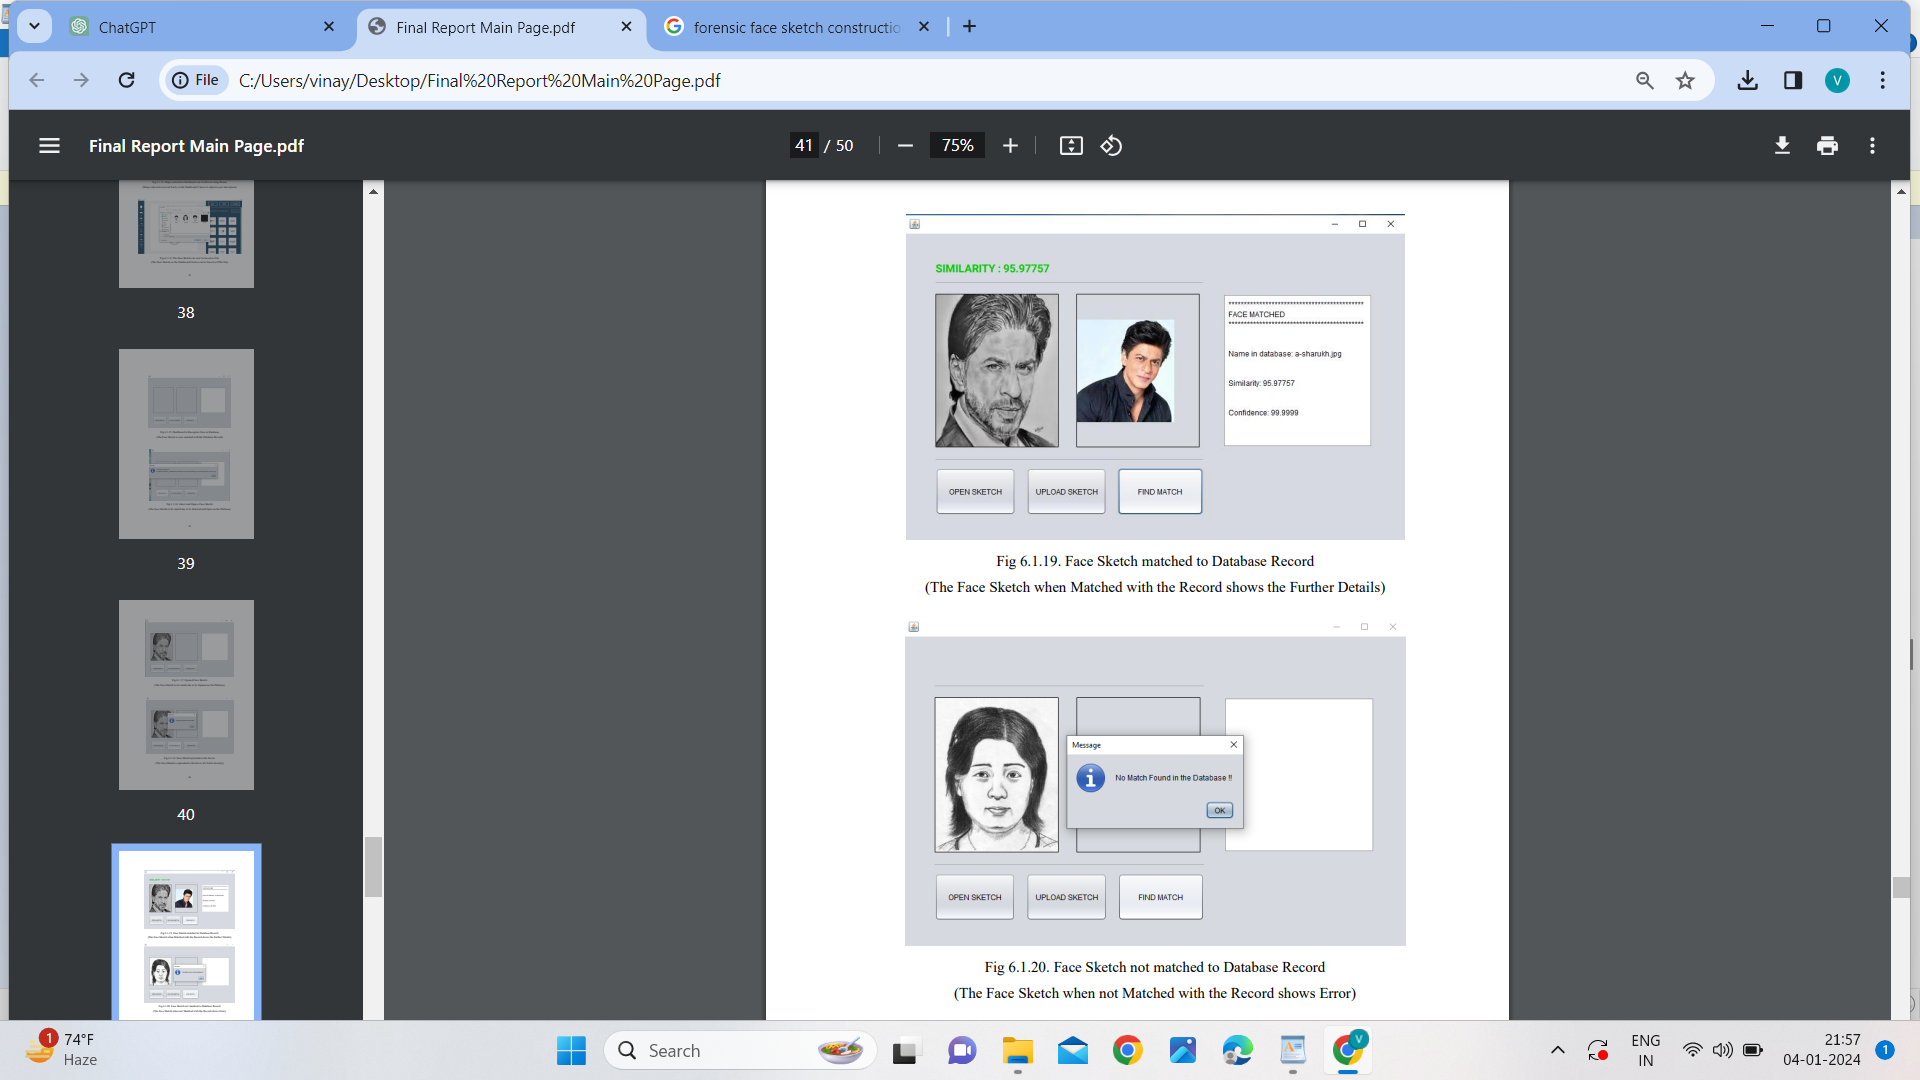 ChatGPT
Final Report Main Page.pdf
forensic face sketch constructio
File
C:/Users/vinay/Desktop/Final%20Report%20Main%20Page.pdf
V
Final Report Main Page.pdf
41 / 50
75%
38
39
40
SIMILARITY : 95.97757
********************************************
FACE MATCHED
********************************************
Name in database: a-sharukh.jpg
Similarity: 95.97757
Confidence: 99.9999
OPEN SKETCH
UPLOAD SKETCH
FIND MATCH
Fig 6.1.19. Face Sketch matched to Database Record
(The Face Sketch when Matched with the Record shows the Further Details)
Message
No Match Found in the Database !!
OK
OPEN SKETCH
UPLOAD SKETCH
FIND MATCH
Fig 6.1.20. Face Sketch not matched to Database Record
(The Face Sketch when not Matched with the Record shows Error)
1
74°F
Haze
Search
V
ENG
IN
21:57
04-01-2024
1